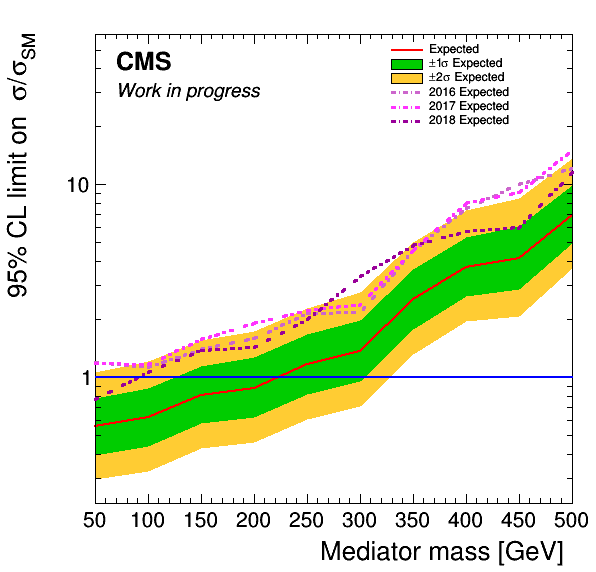 95% CL limit on σ/σSM
CMS
Work in progress
Expected
±1σ Expected
±2σ Expected
2016 Expected
2017 Expected
2018 Expected
10
1
50 100 150 200 250 300 350 400 450 500
Mediator mass [GeV]